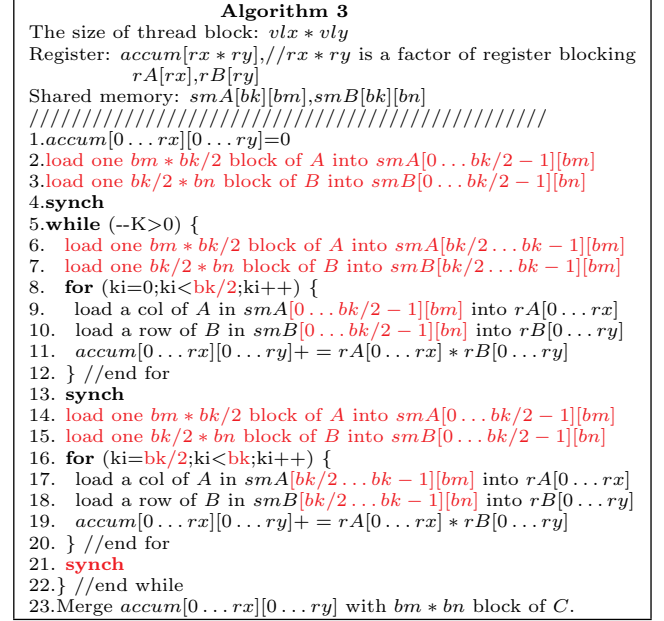 Algorithm 3
The size of thread block: vlx ∗ vly
Register: accum[rx ∗ ry],//rx ∗ ry is a factor of register blocking
rA[rx],rB[ry]
Shared memory: smA[bk][bm],smB[bk][bn]
/////////////////////////////////////////////////
1.accum[0 . . . rx][0 . . . ry]=0
2.load one bm ∗ bk/2 block of A into smA[0 . . . bk/2 − 1][bm]
3.load one bk/2 ∗ bn block of B into smB[0 . . . bk/2 − 1][bn]
4.synch
5.while (--K>0) {
6. load one bm ∗ bk/2 block of A into smA[bk/2 . . . bk − 1][bm]
7. load one bk/2 ∗ bn block of B into smB[bk/2 . . . bk − 1][bm]
8. for (ki=0;ki<bk/2;ki++) {
9. load a col of A in smA[0 . . . bk/2 − 1][bm] into rA[0 . . . rx]
10. load a row of B in smB[0 . . . bk/2 − 1][bn] into rB[0 . . . ry]
11. accum[0 . . . rx][0 . . . ry]+ = rA[0 . . . rx] ∗ rB[0 . . . ry]
12. } //end for
13. synch
14. load one bm ∗ bk/2 block of A into smA[0 . . . bk/2 − 1][bm]
15. load one bk/2 ∗ bn block of B into smB[0 . . . bk/2 − 1][bn]
16. for (ki=bk/2;ki<bk;ki++) {
17. load a col of A in smA[bk/2 . . . bk − 1][bm] into rA[0 . . . rx]
18. load a row of B in smB[bk/2 . . . bk − 1][bn] into rB[0 . . . ry]
19. accum[0 . . . rx][0 . . . ry]+ = rA[0 . . . rx] ∗ rB[0 . . . ry]
20. } //end for
21. synch
22.} //end while
23.Merge accum[0 . . . rx][0 . . . ry] with bm ∗ bn block of C.